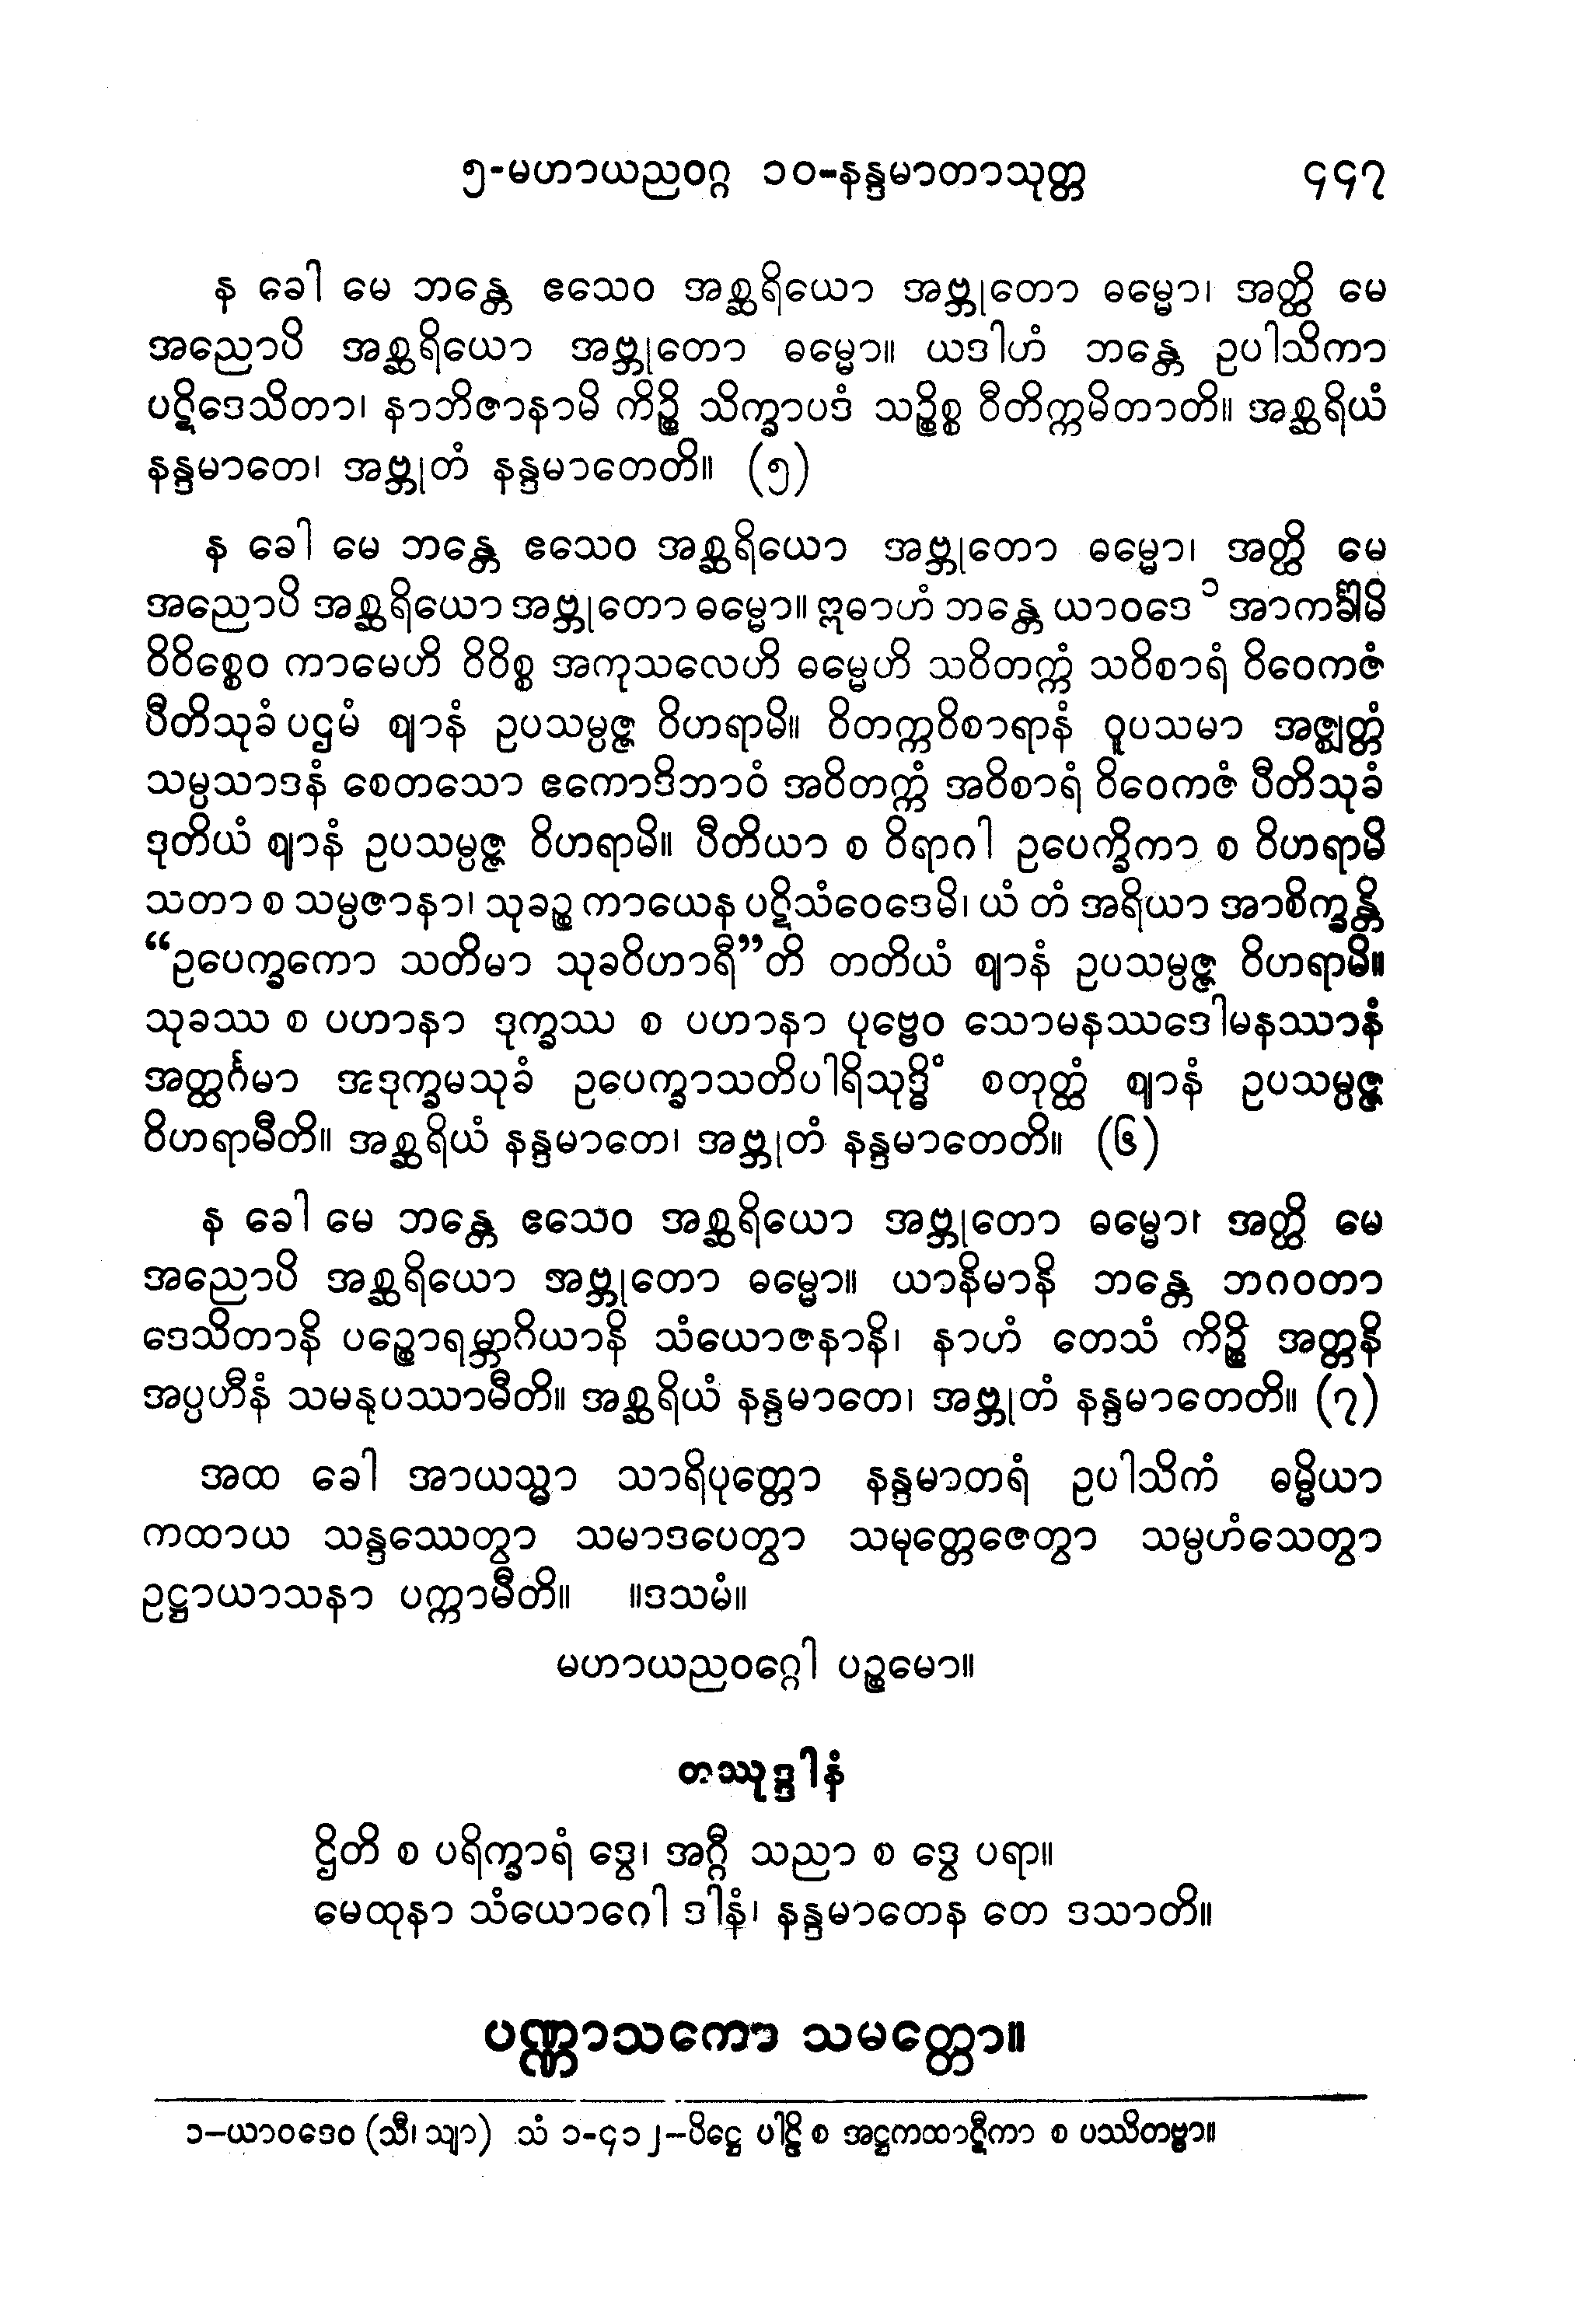 ၅-မဟာယညဝဂ္ဂ ၁၀-နန္ဒမာတာသုတ္တ ၄၄၇
န ခေါ မေ ဘန္တေ ဧသေဝ အစ္ဆရိယော အဗ္ဘုတော ဓမ္မော၊ အတ္ထိ မေ
အညောပိ အစ္ဆရိယော အဗ္ဘုတော ဓမ္မော။ ယဒါဟံ ဘန္တေ ဥပါသိကာ
ပဋိဒေသိတာ၊ နာဘိဇာနာမိ ကိဉ္စိ သိက္ခာပဒံ သဉ္စိစ္စ ဝီတိက္ကမိတာတိ။ အစ္ဆရိယံ
နန္ဒမာတေ၊ အဗ္ဘုတံ နန္ဒမာတေတိ။ (၅)
န ခေါ မေ ဘန္တေ ဧသေဝ အစ္ဆရိယော အဗ္ဘုတော ဓမ္မော၊ အတ္ထိ မေ
အညောပိ အစ္ဆရိယော အဗ္ဘုတော ဓမ္မော။ ဣဓာဟံ ဘန္တေ ယာဝဒေ ၁ အာကင်္ခါမိ
ဝိဝိစ္စေဝ ကာမေဟိ ဝိဝိစ္စ အကုသလေဟိ ဓမ္မေဟိ သဝိတက္ကံ သဝိစာရံ ဝိဝေကဇံ
ပီတိသုခံ ပဌမံ ဈာနံ ဥပသမ္ပဇ္ဇ ဝိဟရာမိ။ ဝိတက္ကဝိစာရာနံ ဝူပသမာ အဇ္ဈတ္တံ
သမ္ပသာဒနံ စေတသော ဧကောဒိဘာဝံ အဝိတက္ကံ အဝိစာရံ ဝိဝေကဇံ ပီတိသုခံ
ဒုတိယံ ဈာနံ ဥပသမ္ပဇ္ဇ ဝိဟရာမိ။ ပီတိယာ စ ဝိရာဂါ ဥပေက္ခိကာ စ ဝိဟရာမိ
သတာ စ သမ္ပဇာနာ၊ သုခဉ္စ ကာယေန ပဋိသံဝေဒေမိ၊ ယံ တံ အရိယာ အာစိက္ခန္တိ
“ဥပေက္ခကော သတိမာ သုခဝိဟာရီ”တိ တတိယံ ဈာနံ ဥပသမ္ပဇ္ဇ ဝိဟရာမိ။
သုခဿ စ ပဟာနာ ဒုက္ခဿ စ ပဟာနာ ပုဗ္ဗေဝ သောမနဿဒေါမနဿာနံ
အတ္ထင်္ဂမာ အဒုက္ခမသုခံ ဥပေက္ခာသတိပါရိသုဒ္ဓိံ စတုတ္ထံ ဈာနံ ဥပသမ္ပဇ္ဇ
ဝိဟရာမီတိ။ အစ္ဆရိယံ နန္ဒမာတေ၊ အဗ္ဘုတံ နန္ဒမာတေတိ။ (၆)
န ခေါ မေ ဘန္တေ ဧသေဝ အစ္ဆရိယော အဗ္ဘုတော ဓမ္မော၊ အတ္ထိ မေ
အညောပိ အစ္ဆရိယော အဗ္ဘုတော ဓမ္မော။ ယာနိမာနိ ဘန္တေ ဘဂဝတာ
ဒေသိတာနိ ပဉ္စောရမ္ဘာဂိယာနိ သံယောဇနာနိ၊ နာဟံ တေသံ ကိဉ္စိ အတ္တနိ
အပ္ပဟီနံ သမနုပဿာမီတိ။ အစ္ဆရိယံ နန္ဒမာတေ၊ အဗ္ဘုတံ နန္ဒမာတေတိ။ (၇)
အထ ခေါ အာယသ္မာ သာရိပုတ္တော နန္ဒမာတရံ ဥပါသိကံ ဓမ္မိယာ
ကထာယ သန္ဒဿေတွာ သမာဒပေတွာ သမုတ္တေဇေတွာ သမ္ပဟံသေတွာ
ဥဋ္ဌာယာသနာ ပက္ကာမီတိ။ ။ဒသမံ။
မဟာယညဝဂ္ဂေါ ပဉ္စမော။
တဿုဒ္ဒါနံ
ဌိတိ စ ပရိက္ခာရံ ဒွေ၊ အဂ္ဂီ သညာ စ ဒွေ ပရာ။
မေထုနာ သံယောဂေါ ဒါနံ၊ နန္ဒမာတေန တေ ဒသာတိ။
ပဏ္ဏာသကော သမတ္တော။
၁–ယာဝဒေဝ (သီ၊ သျာ) သံ ၁-၄၁၂–ပိဋ္ဌေ ပါဠိ စ အဋ္ဌကထာဋီကာ စ ပဿိတဗ္ဗာ။